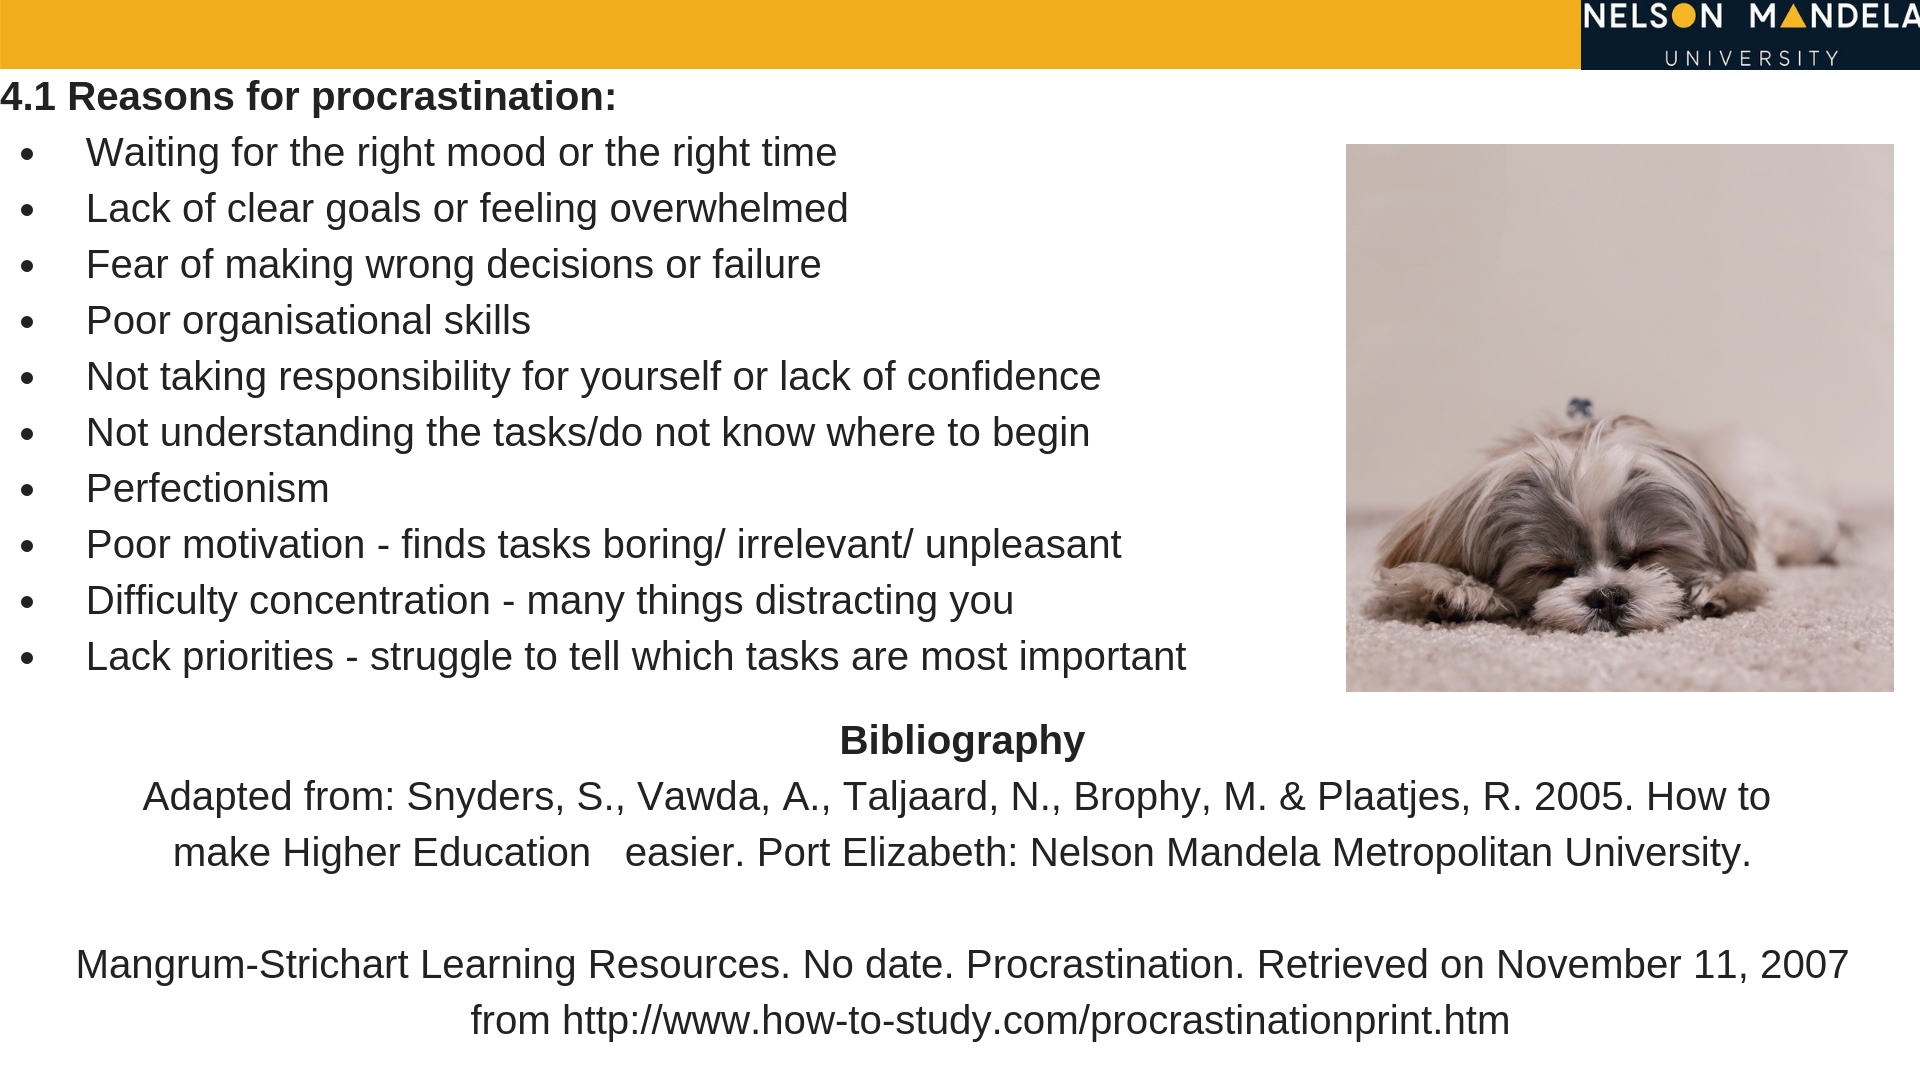 NELSON MANDELA
UNIVERSITY
4.1 Reasons for procrastination:
• Waiting for the right mood or the right time
• Lack of clear goals or feeling overwhelmed
• Fear of making wrong decisions or failure
• Poor organisational skills
• Not taking responsibility for yourself or lack of confidence
• Not understanding the tasks/do not know where to begin
• Perfectionism
• Poor motivation - finds tasks boring/ irrelevant/ unpleasant
• Difficulty concentration - many things distracting you
• Lack priorities - struggle to tell which tasks are most important
Bibliography
Adapted from: Snyders, S., Vawda, A., Taljaard, N., Brophy, M. & Plaatjes, R. 2005. How to
make Higher Education   easier. Port Elizabeth: Nelson Mandela Metropolitan University.
Mangrum-Strichart Learning Resources. No date. Procrastination. Retrieved on November 11, 2007
from http://www.how-to-study.com/procrastinationprint.htm